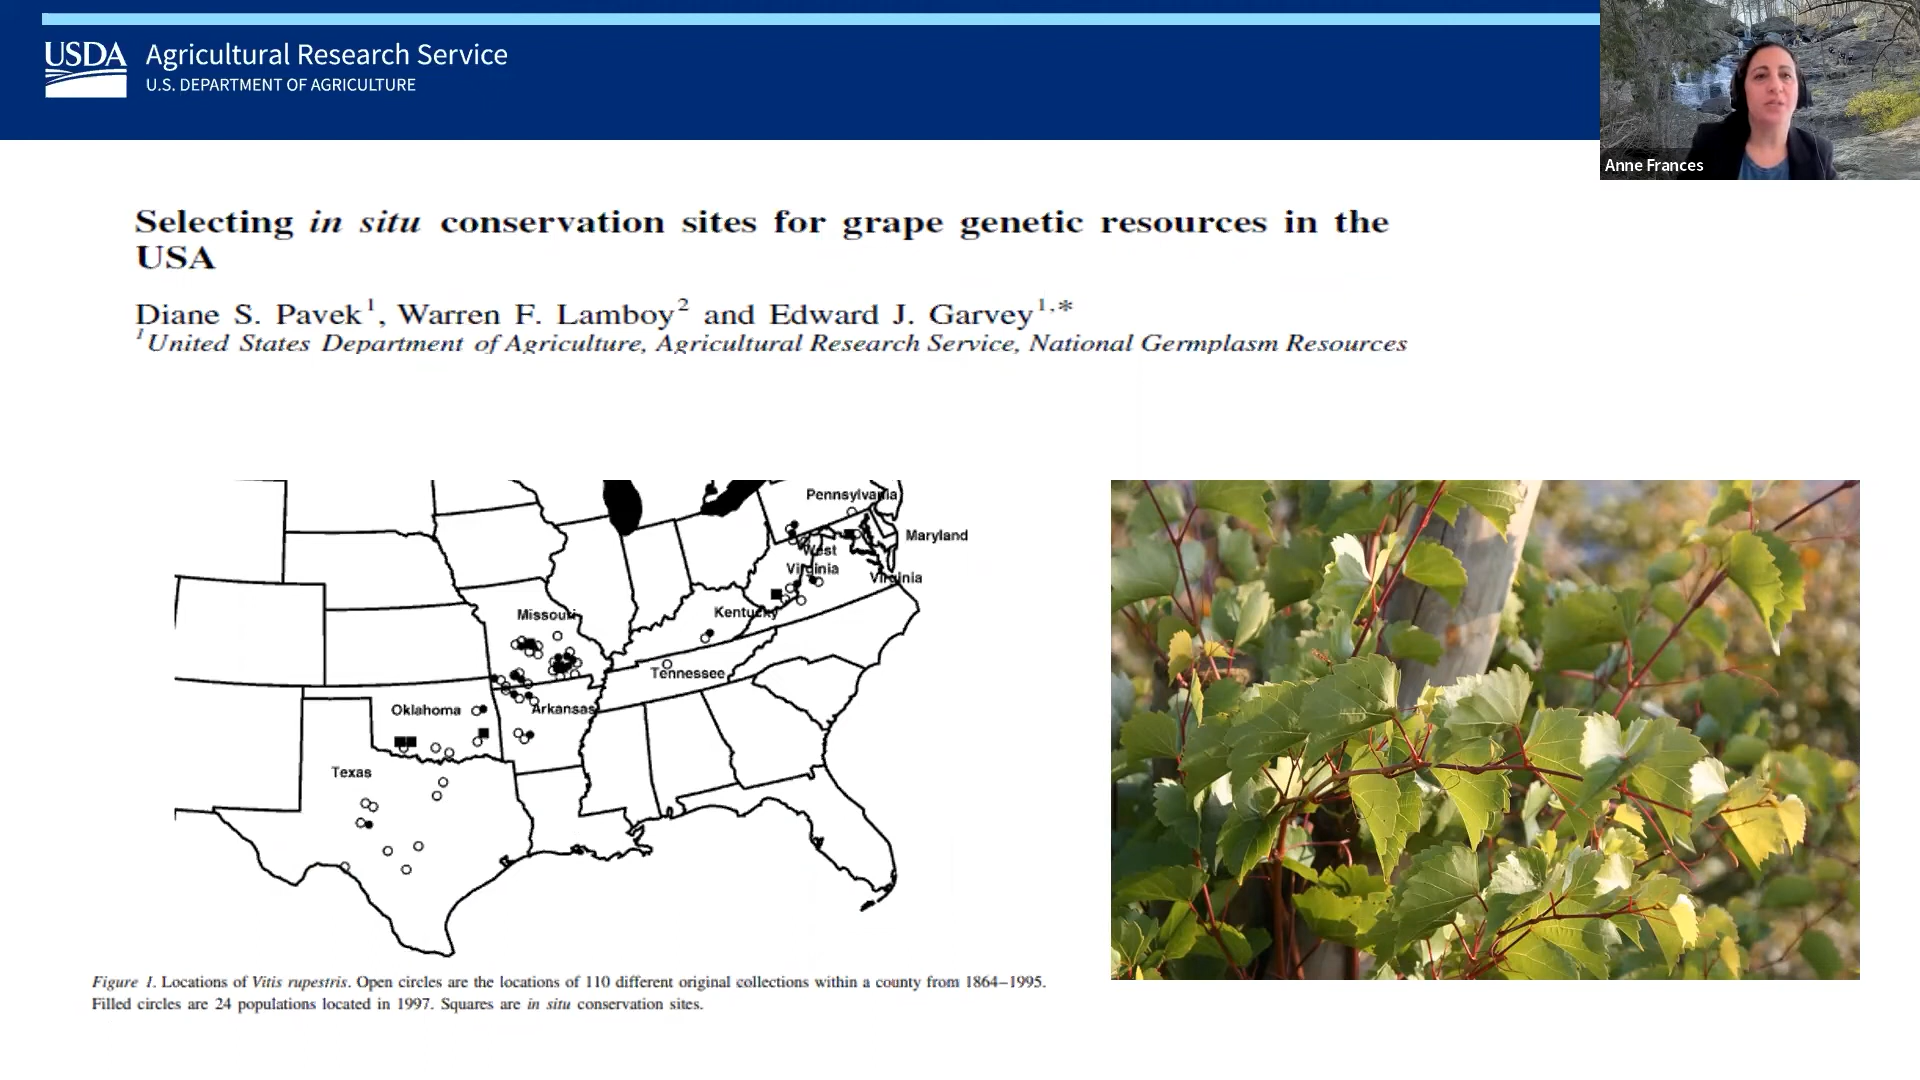 USDA Agricultural Research Service
U.S. DEPARTMENT OF AGRICULTURE
Anne Frances
Selecting in situ conservation sites for grape genetic resources in the
USA
Diane S. Pavek¹, Warren F. Lamboy² and Edward J. Garvey¹,*
¹United States Department of Agriculture, Agricultural Research Service, National Germplasm Resources
Pennsylvania
Maryland
West
Virginia
Virginia
Missouri
Kentucky
Tennessee
Oklahoma
Arkansas
Texas
Figure 1. Locations of Vitis rupestris. Open circles are the locations of 110 different original collections within a county from 1864–1995.
Filled circles are 24 populations located in 1997. Squares are in situ conservation sites.